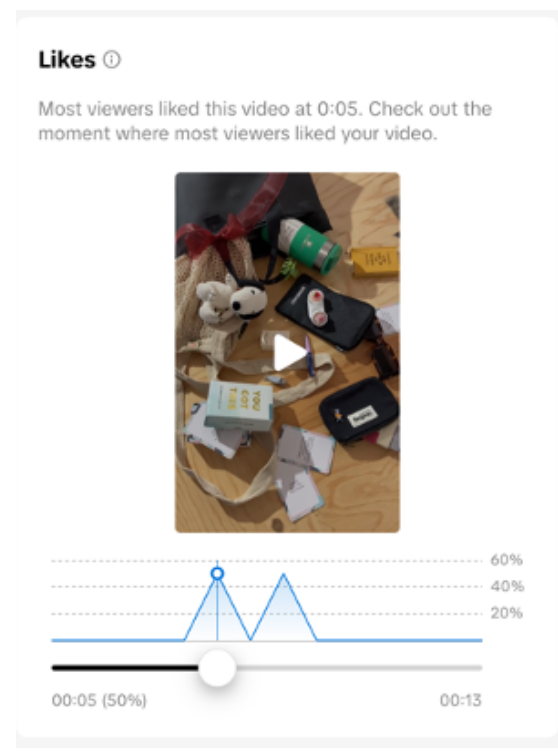 Likes
Most viewers liked this video at 0:05. Check out the
moment where most viewers liked your video.
YOU
GOT
THIS
60%
40%
20%
00:05 (50%)
00:13